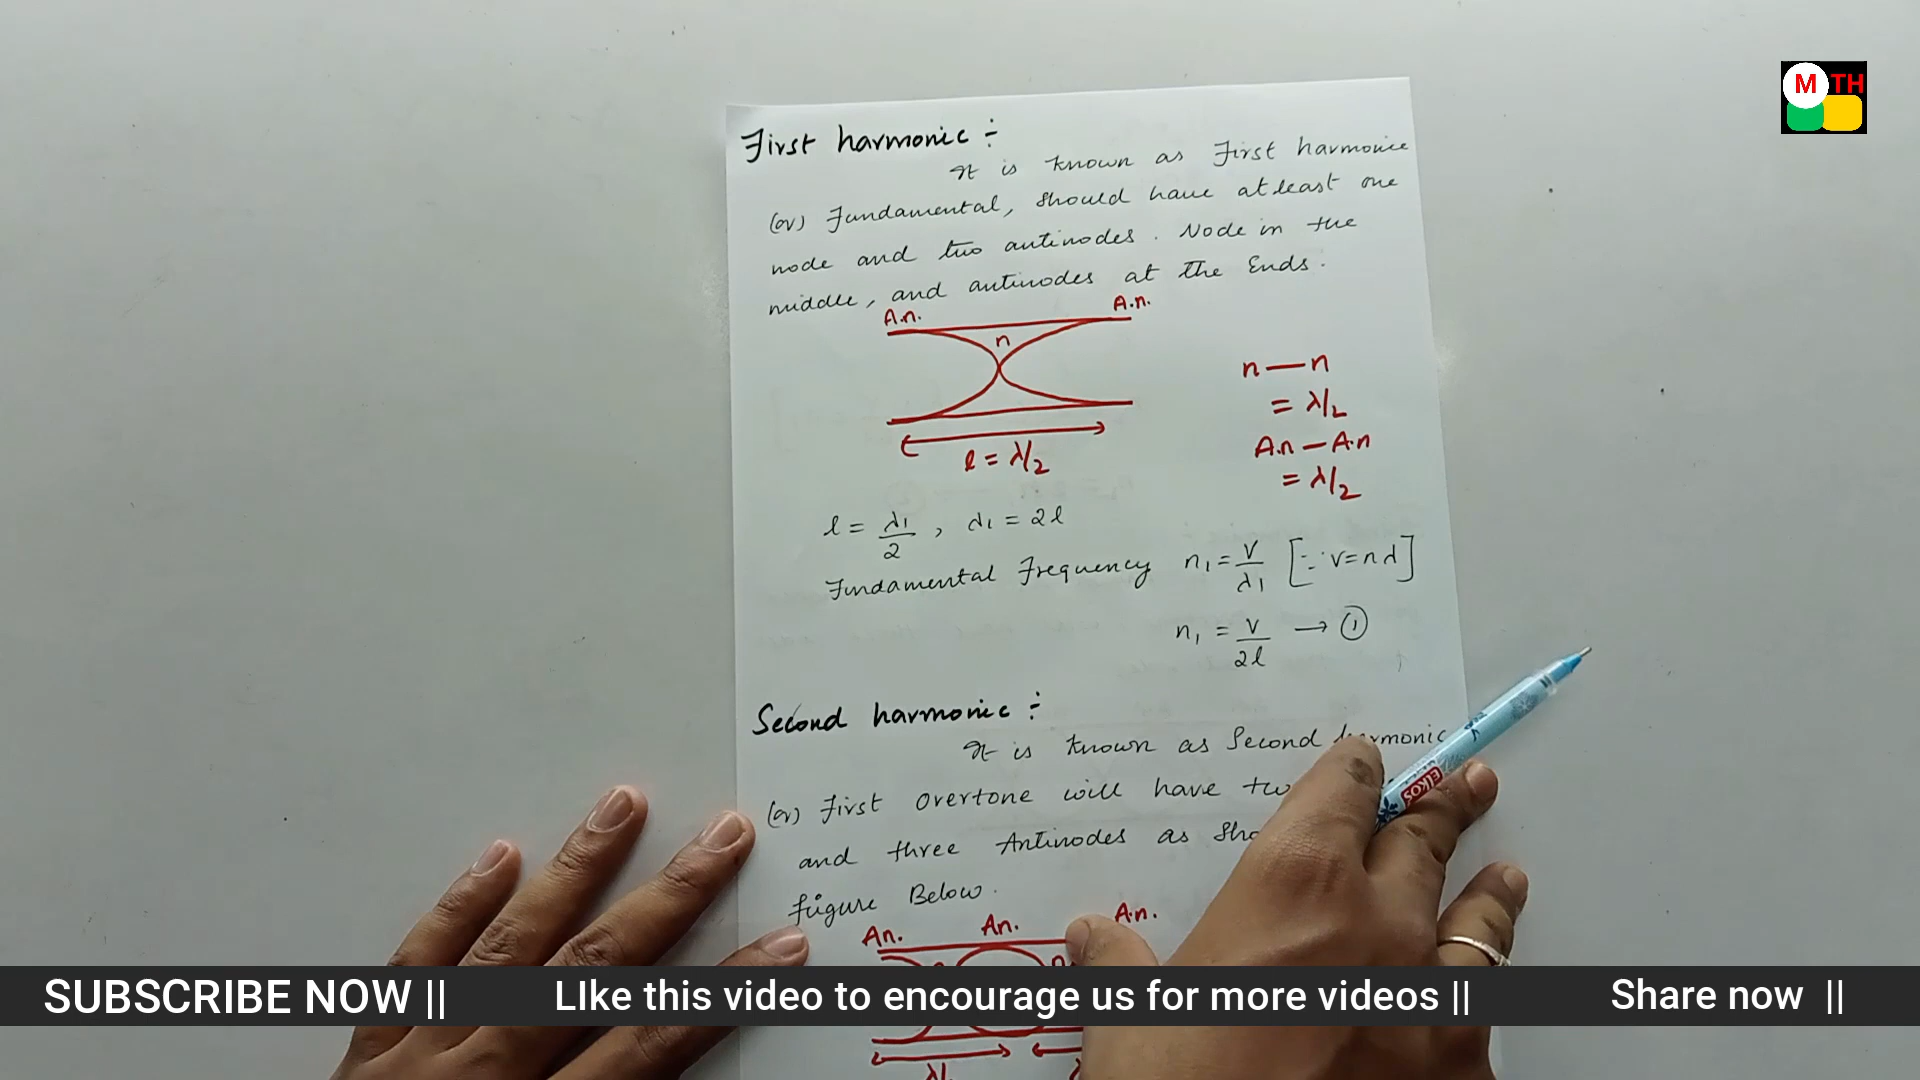 M TH
First harmonic :-
It is known as First harmonic
(or) Fundamental, should have atleast one
node and two antinodes. Node in the
middle, and antinodes at the Ends.
A.n. A.n.
n
l = λ/2
n — n
= λ/2
A.n — A.n
= λ/2
l = λ1/2 , λ1 = 2l
Fundamental Frequency n1 = V/λ1 [∵ v = nλ]
n1 = V/2l → ①
Second harmonic :-
It is known as Second harmonic
(or) First Overtone will have
and three Antinodes as
figure Below.
An. An. A.n.
ELKOS
SUBSCRIBE NOW || LIke this video to encourage us for more videos || Share now ||